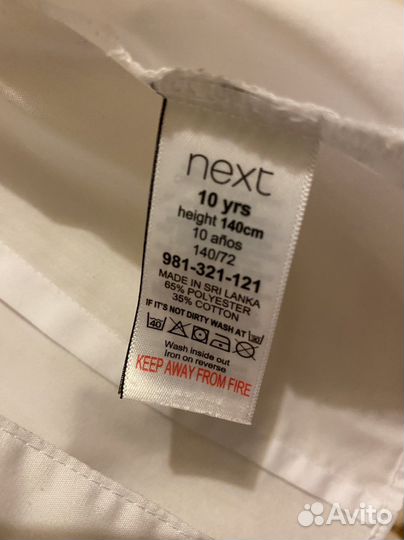 next
10 yrs
height 140cm
10 años
140/72
981-321-121
MADE IN SRI LANKA
65% POLYESTER
35% COTTON
IF IT'S NOT DIRTY WASH AT 30
40
Wash inside out
Iron on reverse
KEEP AWAY FROM FIRE
Avito